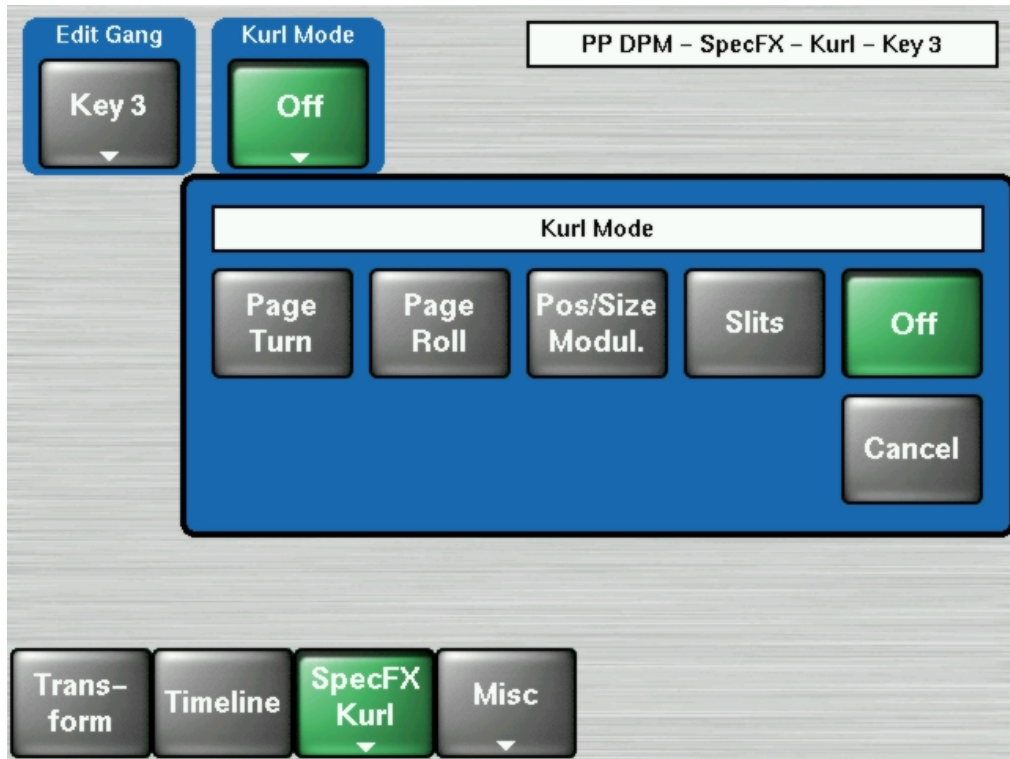 Edit Gang
Kurl Mode
PP DPM – SpecFX – Kurl – Key 3
Key 3
Off
Kurl Mode
Page
Turn
Page
Roll
Pos/Size
Modul.
Slits
Off
Cancel
Trans–
form
Timeline
SpecFX
Kurl
Misc